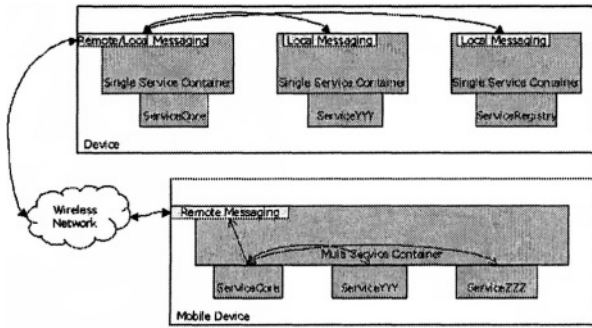 Remote/Local Messaging
Local Messaging
Local Messaging
Single Service Container
Single Service Container
Single Service Container
ServiceCore
ServiceYYY
ServiceRegistry
Device
Wireless
Network
Remote Messaging
Multi Service Container
ServiceCore
ServiceYYY
ServiceZZZ
Mobile Device